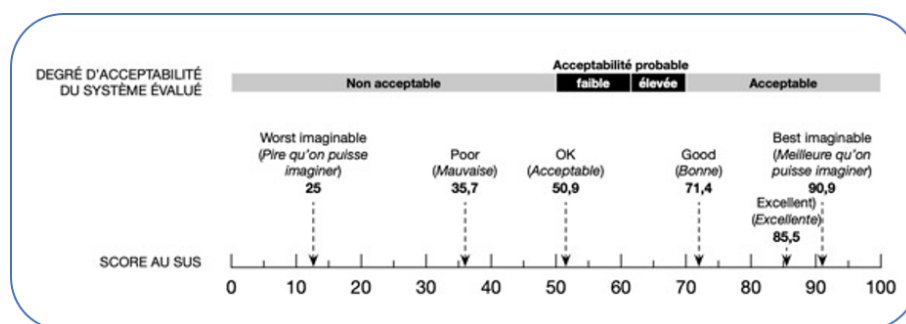 Acceptabilité probable
DEGRÉ D'ACCEPTABILITÉ
DU SYSTÈME ÉVALUÉ
Non acceptable
faible
élevée
Acceptable
Worst imaginable
(Pire qu'on puisse
imaginer)
25
Poor
(Mauvaise)
35,7
OK
(Acceptable)
50,9
Good
(Bonne)
71,4
Best imaginable
(Meilleure qu'on
puisse imaginer)
90,9
Excellent)
(Excellente)
85,5
SCORE AU SUS
0 10 20 30 40 50 60 70 80 90 100